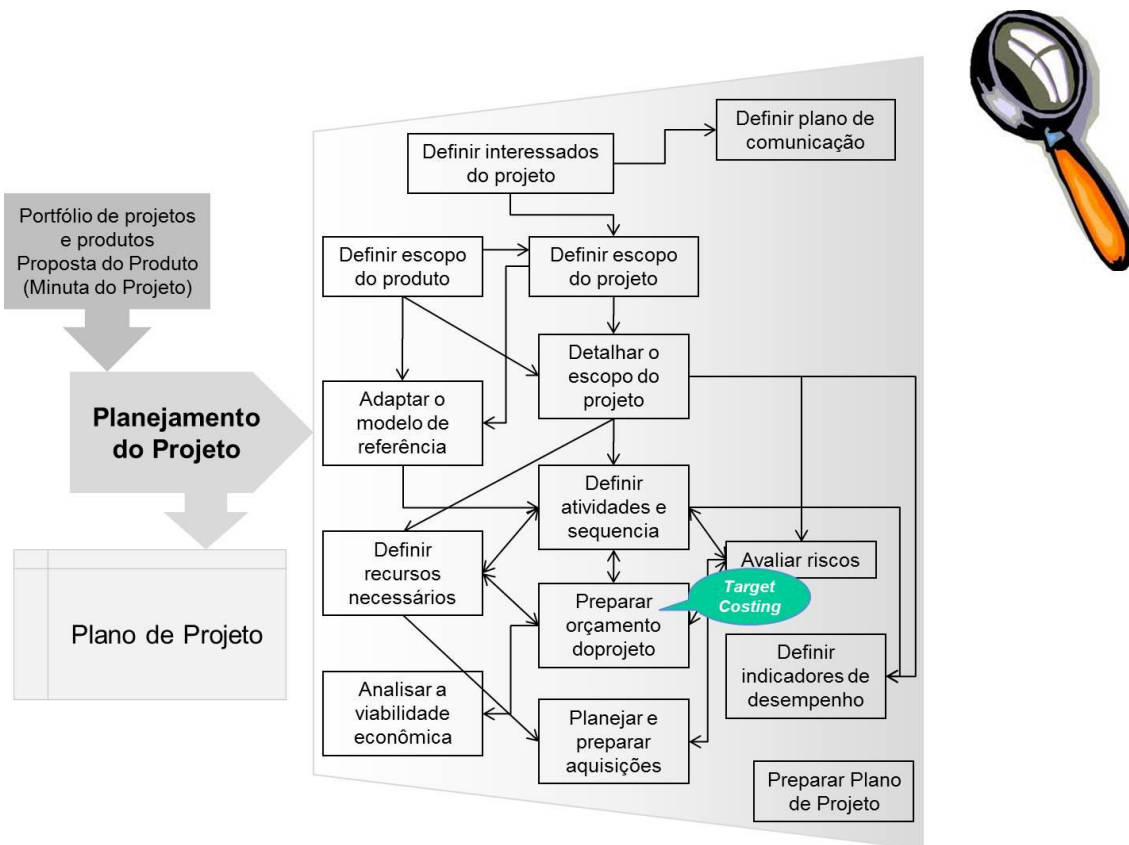 Portfólio de projetos
e produtos
Proposta do Produto
(Minuta do Projeto)
Planejamento
do Projeto
Plano de Projeto
Definir interessados
do projeto
Definir plano de
comunicação
Definir escopo
do produto
Definir escopo
do projeto
Detalhar o
escopo do
projeto
Adaptar o
modelo de
referência
Definir
atividades e
sequencia
Definir
recursos
necessários
Avaliar riscos
Target
Costing
Preparar
orçamento
doprojeto
Definir
indicadores de
desempenho
Analisar a
viabilidade
econômica
Planejar e
preparar
aquisições
Preparar Plano
de Projeto